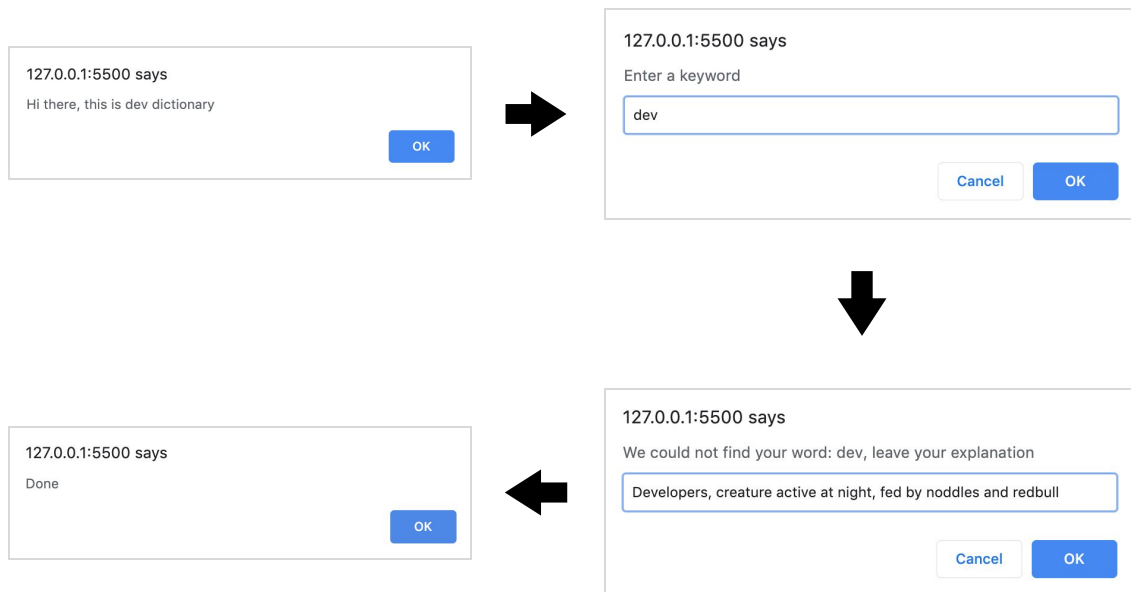 127.0.0.1:5500 says
Hi there, this is dev dictionary
OK
127.0.0.1:5500 says
Enter a keyword
dev
Cancel OK
127.0.0.1:5500 says
We could not find your word: dev, leave your explanation
Developers, creature active at night, fed by noddles and redbull
Cancel OK
127.0.0.1:5500 says
Done
OK